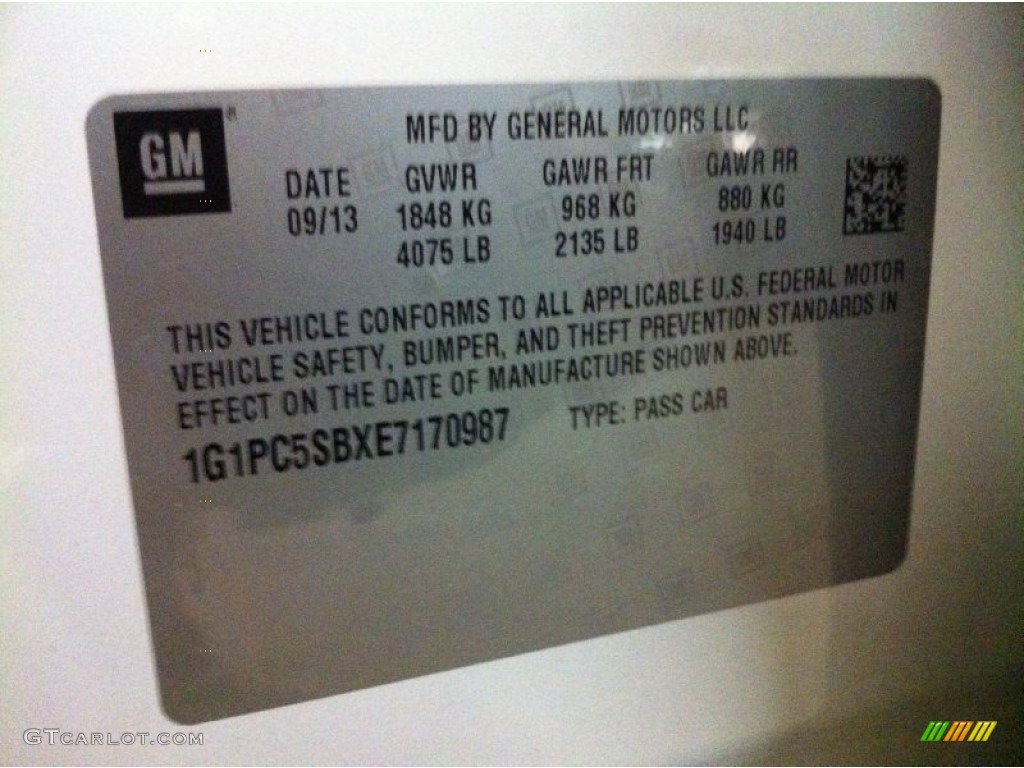 GM ®
MFD BY GENERAL MOTORS LLC
DATE GVWR GAWR FRT GAWR RR
09/13 1848 KG 968 KG 880 KG
4075 LB 2135 LB 1940 LB
THIS VEHICLE CONFORMS TO ALL APPLICABLE U.S. FEDERAL MOTOR
VEHICLE SAFETY, BUMPER, AND THEFT PREVENTION STANDARDS IN
EFFECT ON THE DATE OF MANUFACTURE SHOWN ABOVE.
1G1PC5SBXE7170987 TYPE: PASS CAR
GTCARLOT.COM